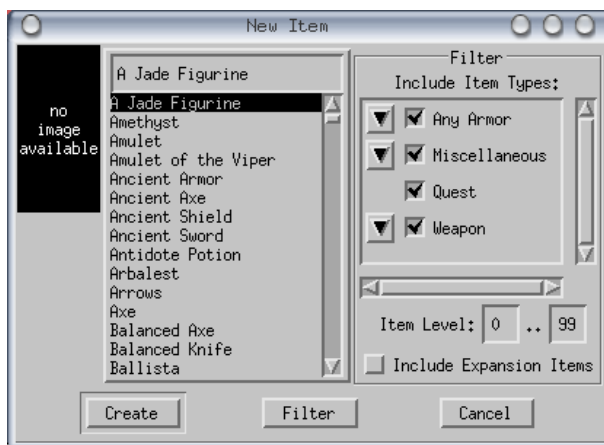 New Item
no
image
available
A Jade Figurine
A Jade Figurine
Amethyst
Amulet
Amulet of the Viper
Ancient Armor
Ancient Axe
Ancient Shield
Ancient Sword
Antidote Potion
Arbalest
Arrows
Axe
Balanced Axe
Balanced Knife
Ballista
Filter
Include Item Types:
Any Armor
Miscellaneous
Quest
Weapon
Item Level: 0 .. 99
Include Expansion Items
Create Filter Cancel